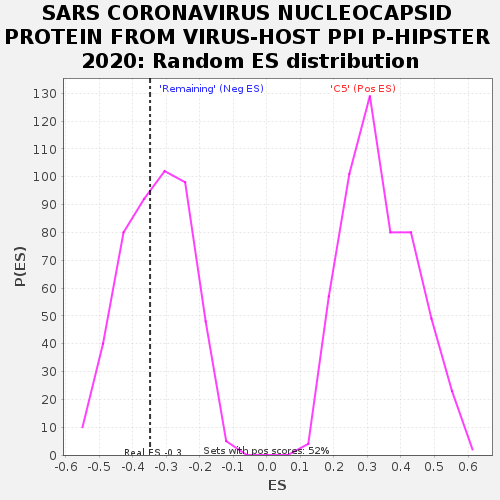 SARS CORONAVIRUS NUCLEOCAPSID
PROTEIN FROM VIRUS-HOST PPI P-HIPSTER
2020: Random ES distribution
'Remaining' (Neg ES)
'C5' (Pos ES)
130
120
110
100
90
80
70
60
50
40
30
20
10
0
P(ES)
Real ES -0.3
Sets with pos scores: 52%
-0.6 -0.5 -0.4 -0.3 -0.2 -0.1 0.0 0.1 0.2 0.3 0.4 0.5 0.6
ES